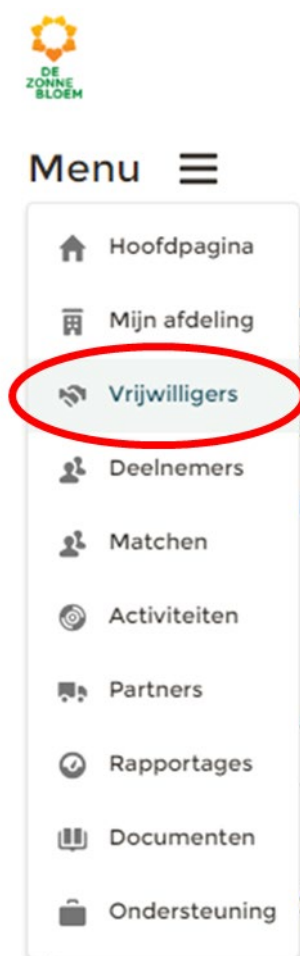 DE
ZONNE
BLOEM
Menu
Hoofdpagina
Mijn afdeling
Vrijwilligers
Deelnemers
Matchen
Activiteiten
Partners
Rapportages
Documenten
Ondersteuning